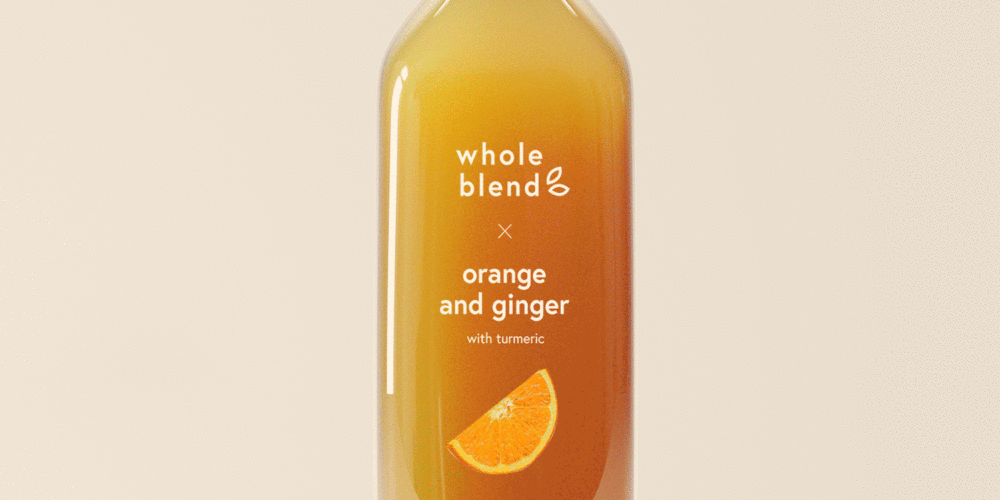 whole
blend
×
orange
and ginger
with turmeric